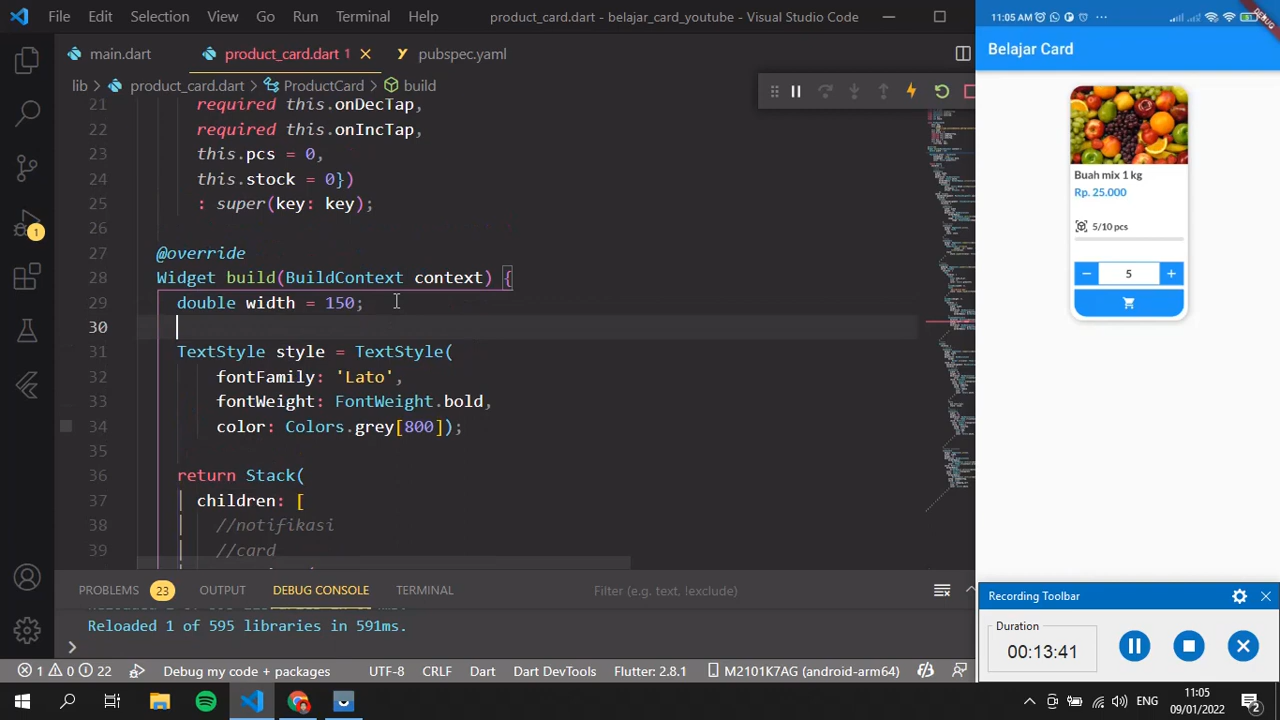 File Edit Selection View Go Run Terminal Help product_card.dart - belajar_card_youtube - Visual Studio Code
main.dart product_card.dart 1 pubspec.yaml
lib product_card.dart ProductCard build
21 required this.onDecTap,
22 required this.onIncTap,
23 this.pcs = 0,
24 this.stock = 0})
25 : super(key: key);
26
27 @override
28 Widget build(BuildContext context) {
29 double width = 150;
30
31 TextStyle style = TextStyle(
32 fontFamily: 'Lato',
33 fontWeight: FontWeight.bold,
34 color: Colors.grey[800]);
35
36 return Stack(
37 children: [
38 //notifikasi
39 //card
1
PROBLEMS 23 OUTPUT DEBUG CONSOLE TERMINAL Filter (e.g. text, !exclude)
Reloaded 1 of 595 libraries in 591ms.
1 0 22 Debug my code + packages UTF-8 CRLF Dart Dart DevTools Flutter: 2.8.1 M2101K7AG (android-arm64)
11:05 AM
DEBUG
Belajar Card
Buah mix 1 kg
Rp. 25.000
5/10 pcs
− 5 +
Recording Toolbar
Duration
00:13:41
ENG 11:05
09/01/2022 2